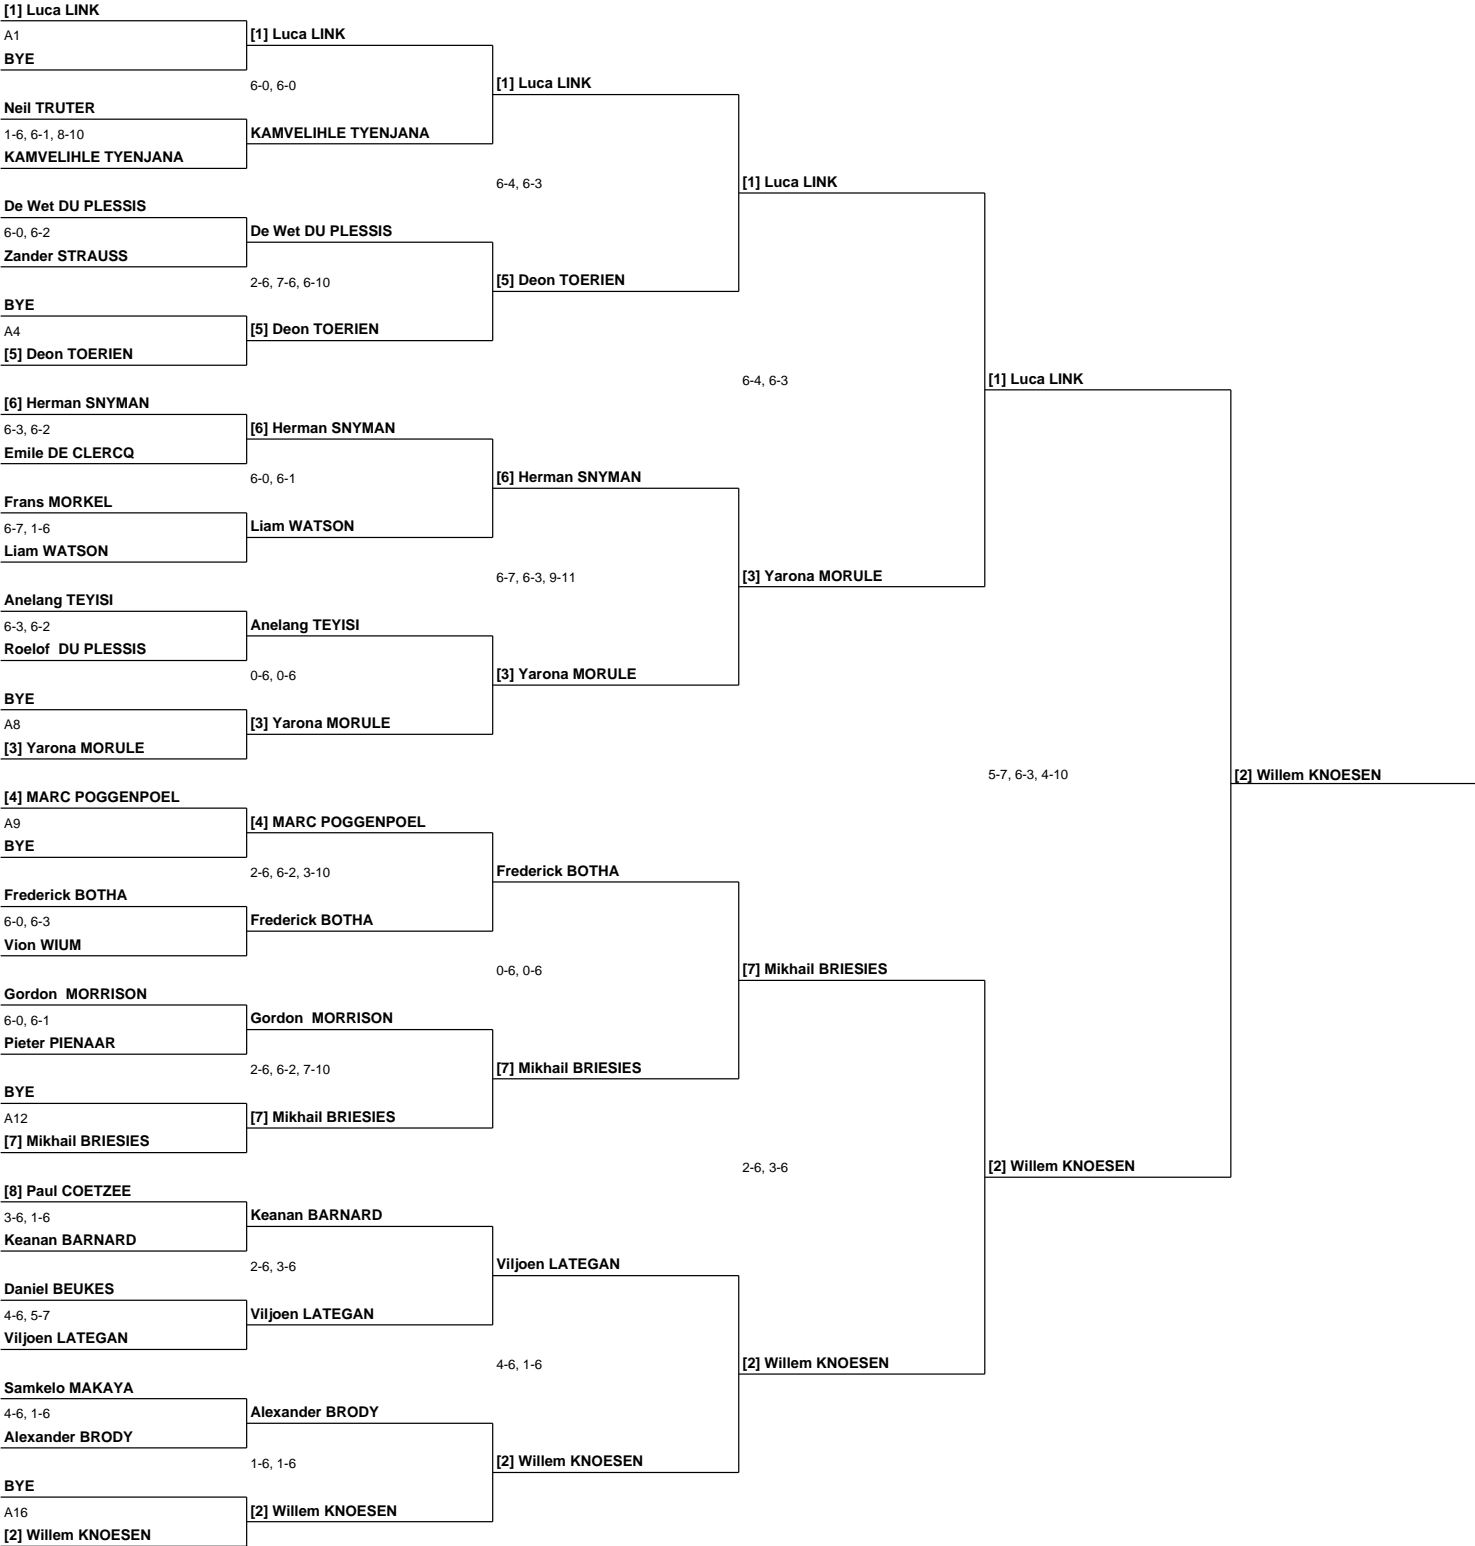 [1] Luca LINK
A1
BYE
Neil TRUTER
1-6, 6-1, 8-10
KAMVELIHLE TYENJANA
De Wet DU PLESSIS
6-0, 6-2
Zander STRAUSS
BYE
A4
[5] Deon TOERIEN
[6] Herman SNYMAN
6-3, 6-2
Emile DE CLERCQ
Frans MORKEL
6-7, 1-6
Liam WATSON
Anelang TEYISI
6-3, 6-2
Roelof  DU PLESSIS
BYE
A8
[3] Yarona MORULE
[4] MARC POGGENPOEL
A9
BYE
Frederick BOTHA
6-0, 6-3
Vion WIUM
Gordon  MORRISON
6-0, 6-1
Pieter PIENAAR
BYE
A12
[7] Mikhail BRIESIES
[8] Paul COETZEE
3-6, 1-6
Keanan BARNARD
Daniel BEUKES
4-6, 5-7
Viljoen LATEGAN
Samkelo MAKAYA
4-6, 1-6
Alexander BRODY
BYE
A16
[2] Willem KNOESEN
[1] Luca LINK
6-0, 6-0
KAMVELIHLE TYENJANA
De Wet DU PLESSIS
2-6, 7-6, 6-10
[5] Deon TOERIEN
[6] Herman SNYMAN
6-0, 6-1
Liam WATSON
Anelang TEYISI
0-6, 0-6
[3] Yarona MORULE
[4] MARC POGGENPOEL
2-6, 6-2, 3-10
Frederick BOTHA
Gordon  MORRISON
2-6, 6-2, 7-10
[7] Mikhail BRIESIES
Keanan BARNARD
2-6, 3-6
Viljoen LATEGAN
Alexander BRODY
1-6, 1-6
[2] Willem KNOESEN
[1] Luca LINK
6-4, 6-3
[5] Deon TOERIEN
[6] Herman SNYMAN
6-7, 6-3, 9-11
[3] Yarona MORULE
Frederick BOTHA
0-6, 0-6
[7] Mikhail BRIESIES
Viljoen LATEGAN
4-6, 1-6
[2] Willem KNOESEN
[1] Luca LINK
6-4, 6-3
[3] Yarona MORULE
[7] Mikhail BRIESIES
2-6, 3-6
[2] Willem KNOESEN
[1] Luca LINK
5-7, 6-3, 4-10
[2] Willem KNOESEN
[2] Willem KNOESEN